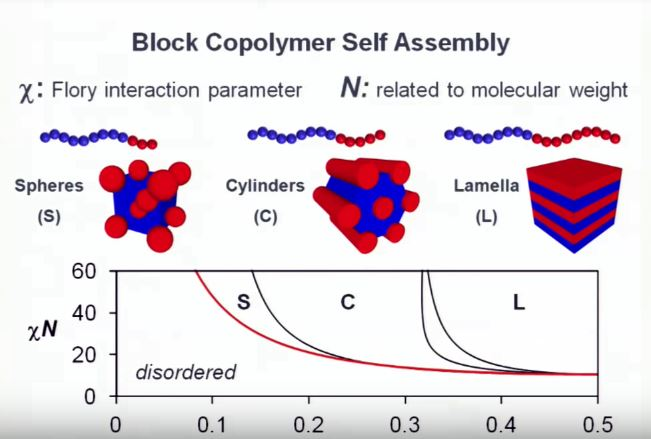 Block Copolymer Self Assembly
χ: Flory interaction parameter N: related to molecular weight
Spheres
(S)
Cylinders
(C)
Lamella
(L)
60
40
20
0
χN
S
C
L
disordered
0 0.1 0.2 0.3 0.4 0.5